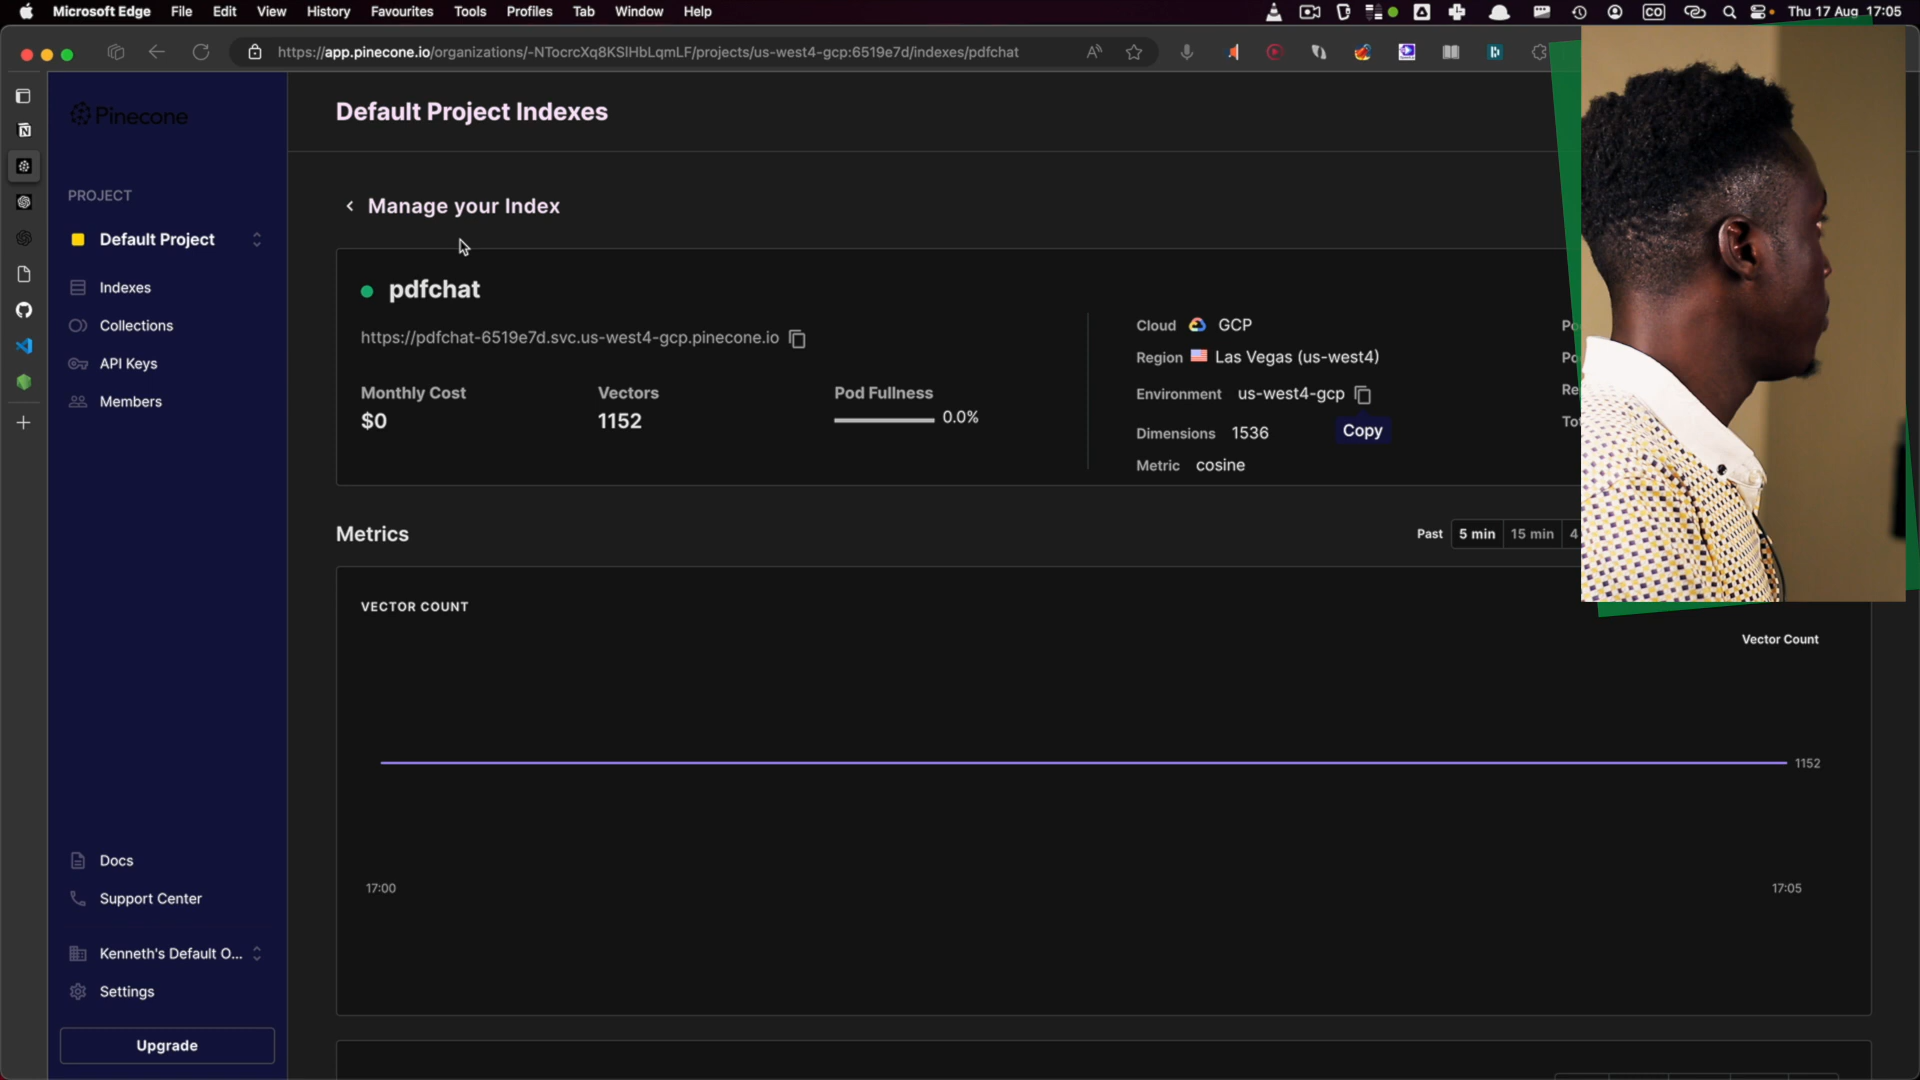 Microsoft Edge File Edit View History Favourites Tools Profiles Tab Window Help Thu 17 Aug 17:05
https://app.pinecone.io/organizations/-NTocrcXq8KSlHbLqmLF/projects/us-west4-gcp:6519e7d/indexes/pdfchat
Pinecone
Default Project Indexes
PROJECT
Default Project
Indexes
Collections
API Keys
Members
Docs
Support Center
Kenneth's Default O...
Settings
Upgrade
Manage your Index
pdfchat
https://pdfchat-6519e7d.svc.us-west4-gcp.pinecone.io
Monthly Cost Vectors Pod Fullness
$0 1152 0.0%
Cloud GCP
Region Las Vegas (us-west4)
Environment us-west4-gcp
Copy
Dimensions 1536
Metric cosine
Metrics
Past 5 min 15 min 4
VECTOR COUNT
Vector Count
1152
17:00 17:05